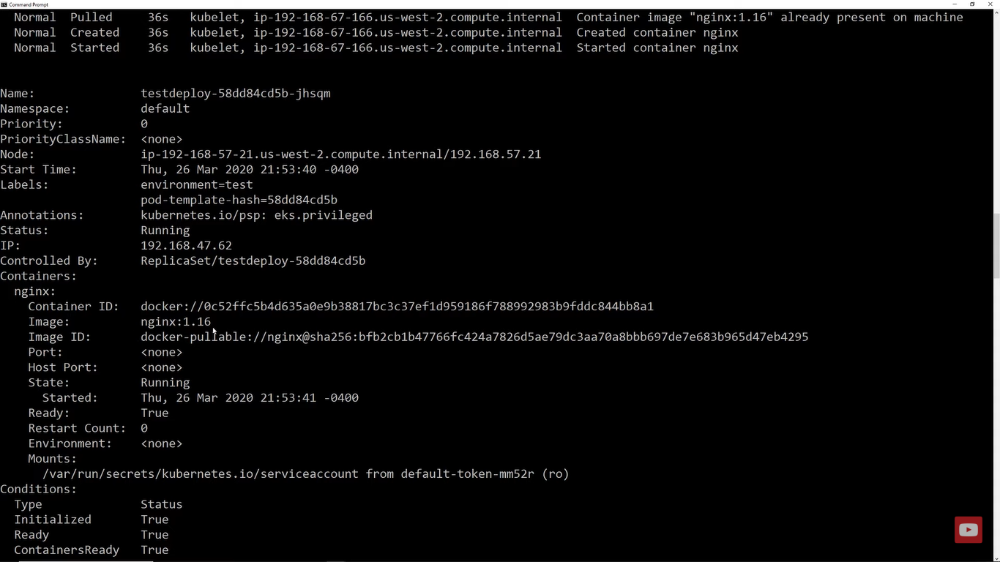 Command Prompt
Normal  Pulled     36s   kubelet, ip-192-168-67-166.us-west-2.compute.internal  Container image "nginx:1.16" already present on machine
Normal  Created    36s   kubelet, ip-192-168-67-166.us-west-2.compute.internal  Created container nginx
Normal  Started    36s   kubelet, ip-192-168-67-166.us-west-2.compute.internal  Started container nginx
Name:               testdeploy-58dd84cd5b-jhsqm
Namespace:          default
Priority:           0
PriorityClassName:  <none>
Node:               ip-192-168-57-21.us-west-2.compute.internal/192.168.57.21
Start Time:         Thu, 26 Mar 2020 21:53:40 -0400
Labels:             environment=test
                    pod-template-hash=58dd84cd5b
Annotations:        kubernetes.io/psp: eks.privileged
Status:             Running
IP:                 192.168.47.62
Controlled By:      ReplicaSet/testdeploy-58dd84cd5b
Containers:
  nginx:
    Container ID:   docker://0c52ffc5b4d635a0e9b38817bc3c37ef1d959186f788992983b9fddc844bb8a1
    Image:          nginx:1.16
    Image ID:       docker-pullable://nginx@sha256:bfb2cb1b47766fc424a7826d5ae79dc3aa70a8bbb697de7e683b965d47eb4295
    Port:           <none>
    Host Port:      <none>
    State:          Running
      Started:      Thu, 26 Mar 2020 21:53:41 -0400
    Ready:          True
    Restart Count:  0
    Environment:    <none>
    Mounts:
      /var/run/secrets/kubernetes.io/serviceaccount from default-token-mm52r (ro)
Conditions:
  Type              Status
  Initialized       True
  Ready             True
  ContainersReady   True